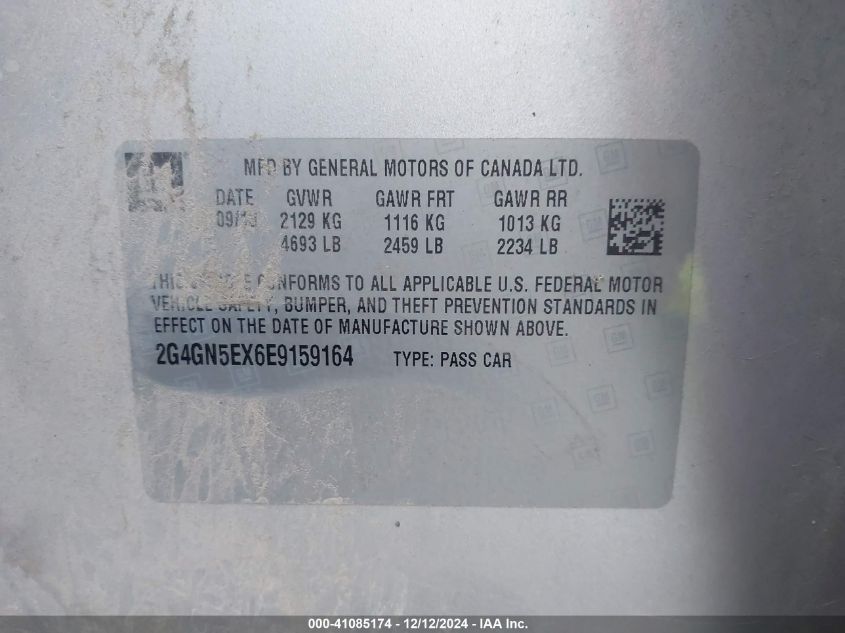 MFD BY GENERAL MOTORS OF CANADA LTD.
DATE GVWR GAWR FRT GAWR RR
2129 KG 1116 KG 1013 KG
4693 LB 2459 LB 2234 LB
THIS VEHICLE CONFORMS TO ALL APPLICABLE U.S. FEDERAL MOTOR
VEHICLE SAFETY, BUMPER, AND THEFT PREVENTION STANDARDS IN
EFFECT ON THE DATE OF MANUFACTURE SHOWN ABOVE.
2G4GN5EX6E9159164 TYPE: PASS CAR
000-41085174 - 12/12/2024 - IAA Inc.